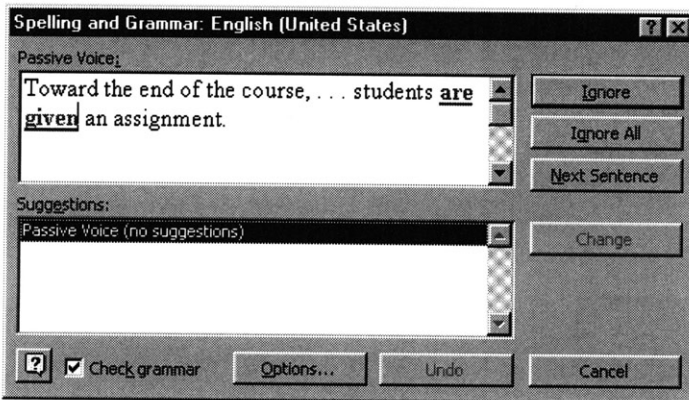 Spelling and Grammar: English (United States)
Passive Voice:
Toward the end of the course, . . . students are
given an assignment.
Ignore
Ignore All
Next Sentence
Suggestions:
Passive Voice (no suggestions)
Change
Check grammar
Options...
Undo
Cancel